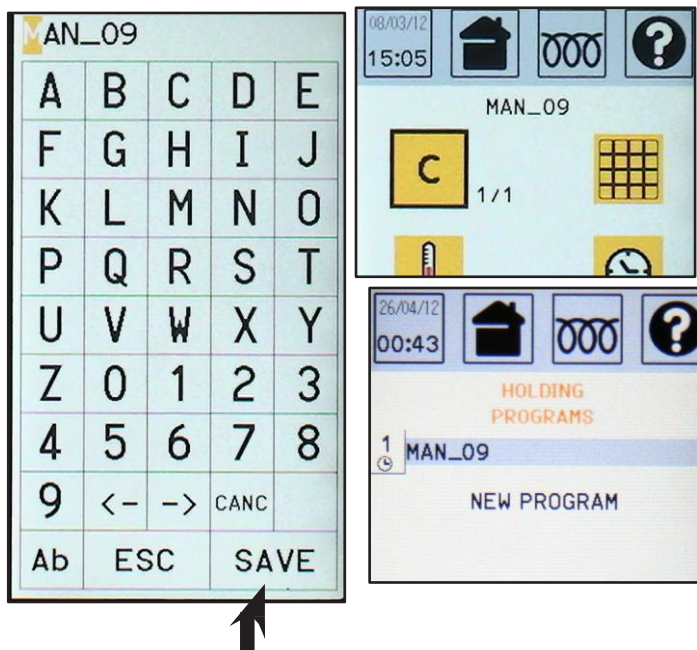 MAN_09
A B C D E
F G H I J
K L M N O
P Q R S T
U V W X Y
Z 0 1 2 3
4 5 6 7 8
9 <- -> CANC
Ab ESC SAVE
08/03/12
15:05
?
MAN_09
C
1/1
26/04/12
00:43
?
HOLDING
PROGRAMS
1 MAN_09
NEW PROGRAM